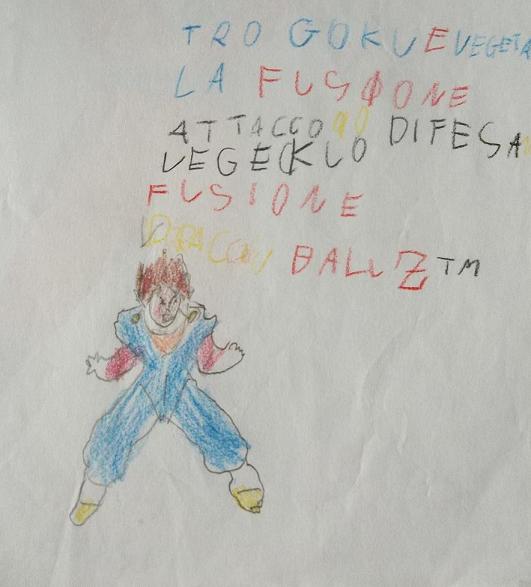 TRO GOKU E VEGETA
LA FUSIONE
ATTACCO 90 DIFESA
VEGECKLO
FUSIONE
DRAGON BALL Z TM